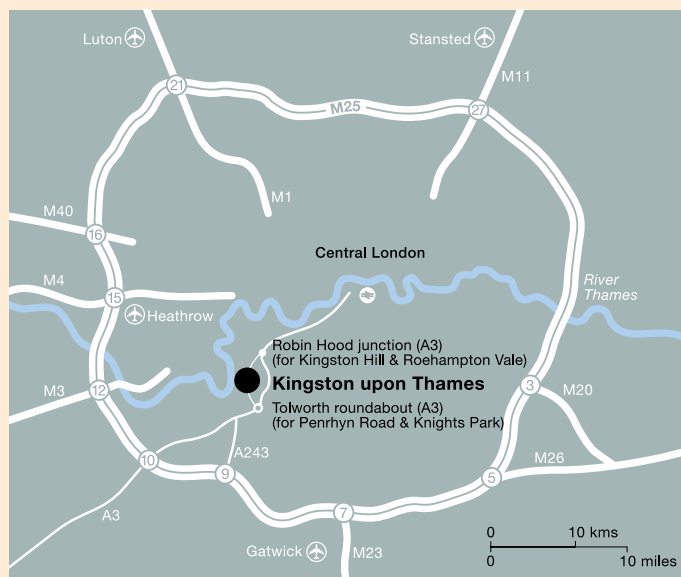 Luton
Stansted
M11
21
M25
27
M1
M40
16
Central London
M4
15
River
Thames
Heathrow
Robin Hood junction (A3)
(for Kingston Hill & Roehampton Vale)
Kingston upon Thames
M3
12
3
M20
Tolworth roundabout (A3)
(for Penrhyn Road & Knights Park)
A243
M26
10
9
5
A3
7
0 10 kms
Gatwick
M23
0 10 miles